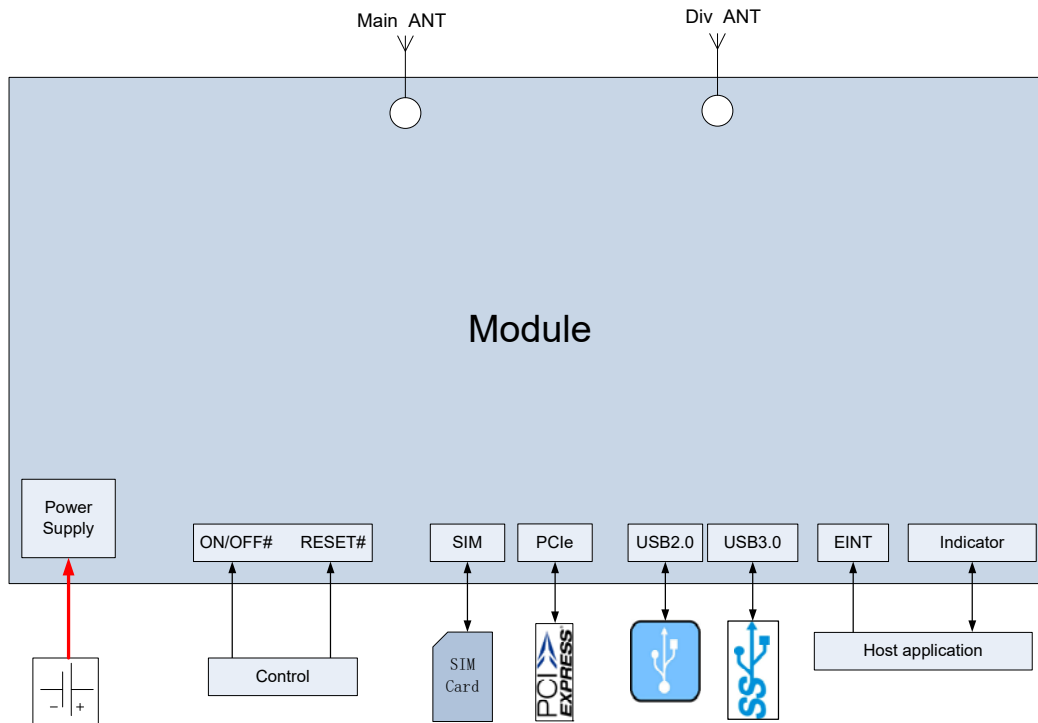 Main ANT
Div ANT
Module
Power
Supply
ON/OFF# RESET#
SIM
PCIe
USB2.0
USB3.0
EINT
Indicator
Control
SIM
Card
PCI
EXPRESS®
SS
Host application
- +